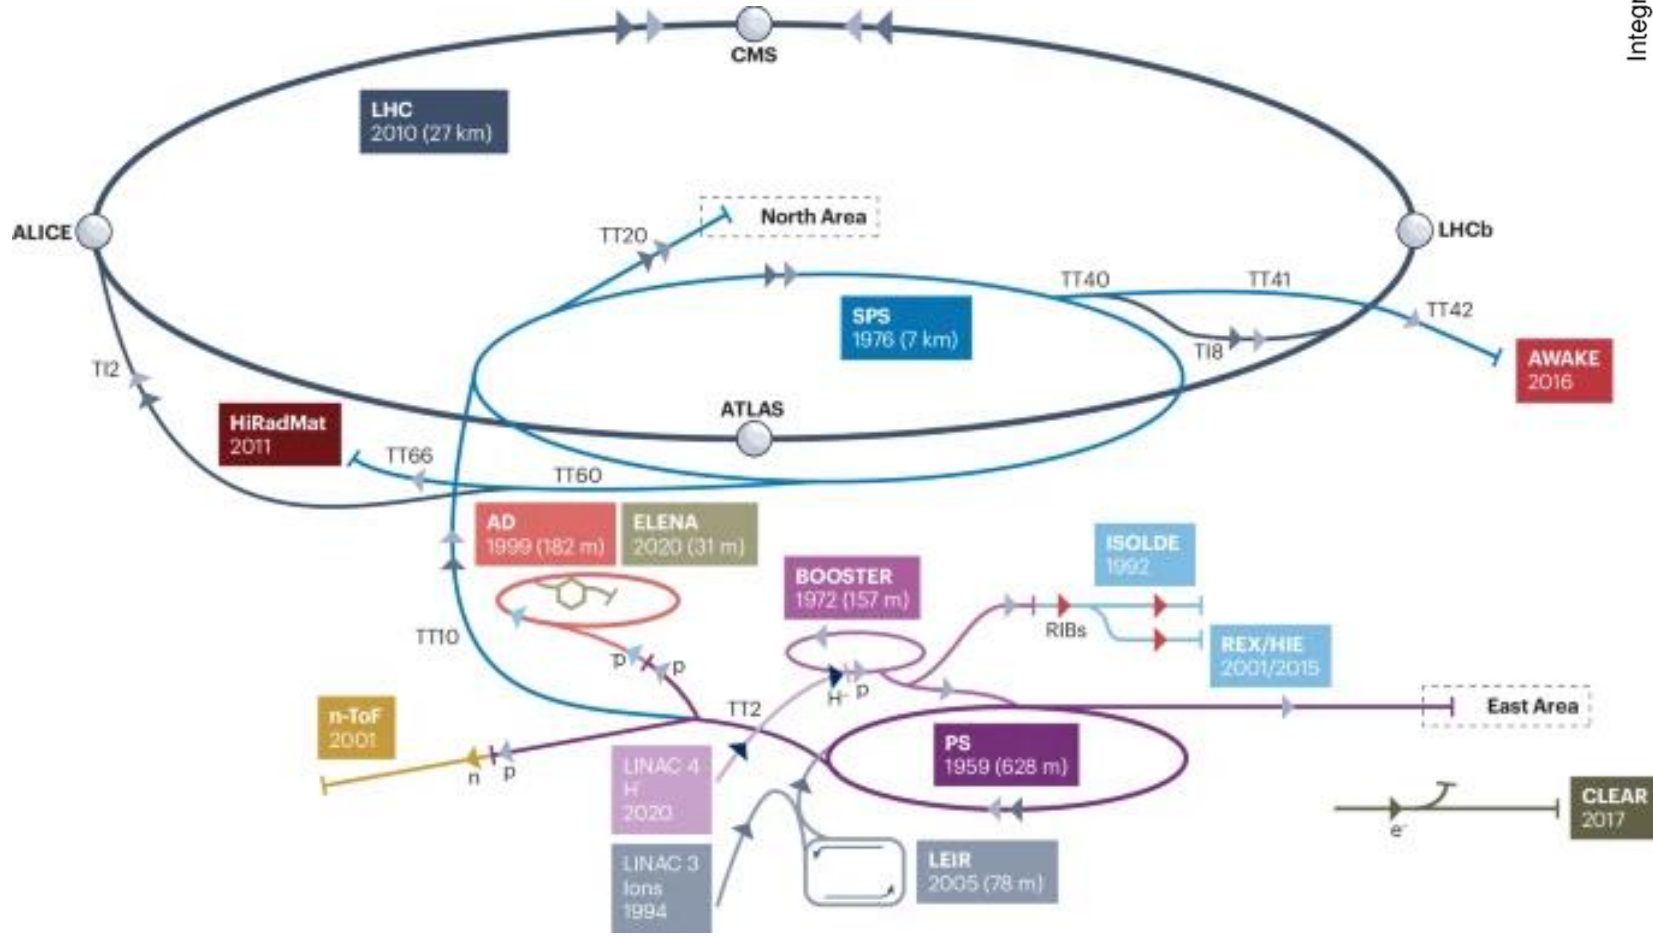 Integr
CMS
LHC
2010 (27 km)
ALICE
North Area
TT20
LHCb
TT40
TT41
TT42
SPS
1976 (7 km)
TI8
AWAKE
2016
TI2
HiRadMat
2011
ATLAS
TT66
TT60
AD
1999 (182 m)
ELENA
2020 (31 m)
ISOLDE
1992
BOOSTER
1972 (157 m)
TT10
RIBs
REX/HIE
2001/2015
p
p
H⁻
p
n-ToF
2001
TT2
East Area
PS
1959 (628 m)
n
p
LINAC 4
H⁻
2020
CLEAR
2017
e⁻
LINAC 3
Ions
1994
LEIR
2005 (78 m)